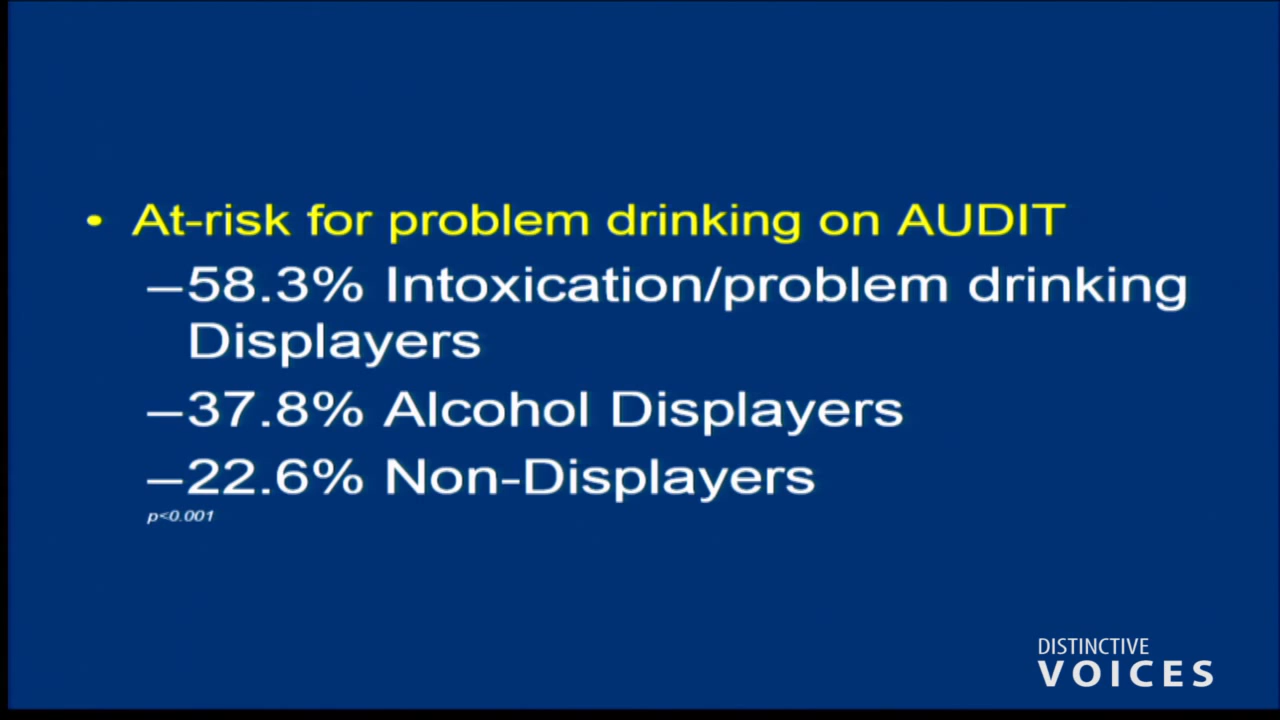 • At-risk for problem drinking on AUDIT
–58.3% Intoxication/problem drinking
Displayers
–37.8% Alcohol Displayers
–22.6% Non-Displayers
p<0.001
DISTINCTIVE
VOICES